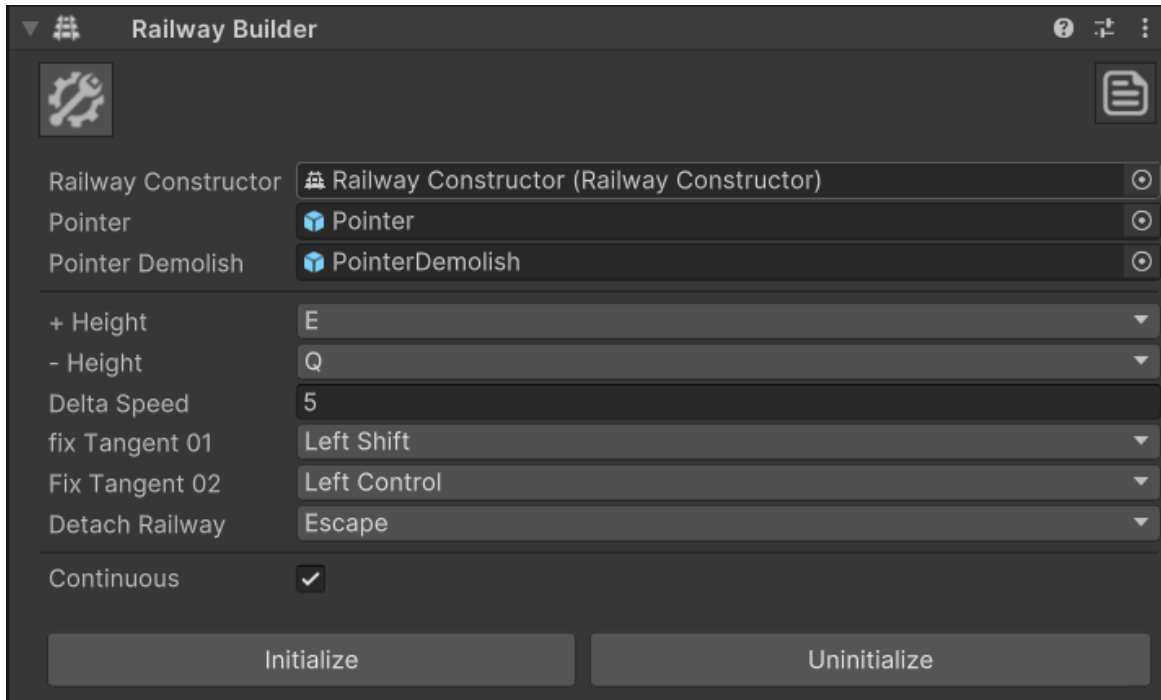 Railway Builder
Railway Constructor Railway Constructor (Railway Constructor)
Pointer Pointer
Pointer Demolish PointerDemolish
+ Height E
- Height Q
Delta Speed 5
fix Tangent 01 Left Shift
Fix Tangent 02 Left Control
Detach Railway Escape
Continuous
Initialize Uninitialize